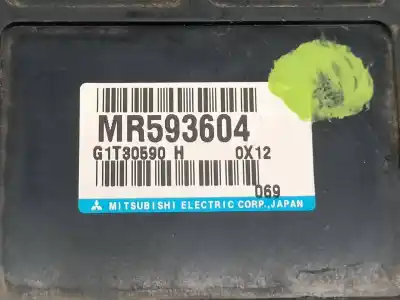 MR593604
G1T30590 H 0X12
069
MITSUBISHI ELECTRIC CORP., JAPAN